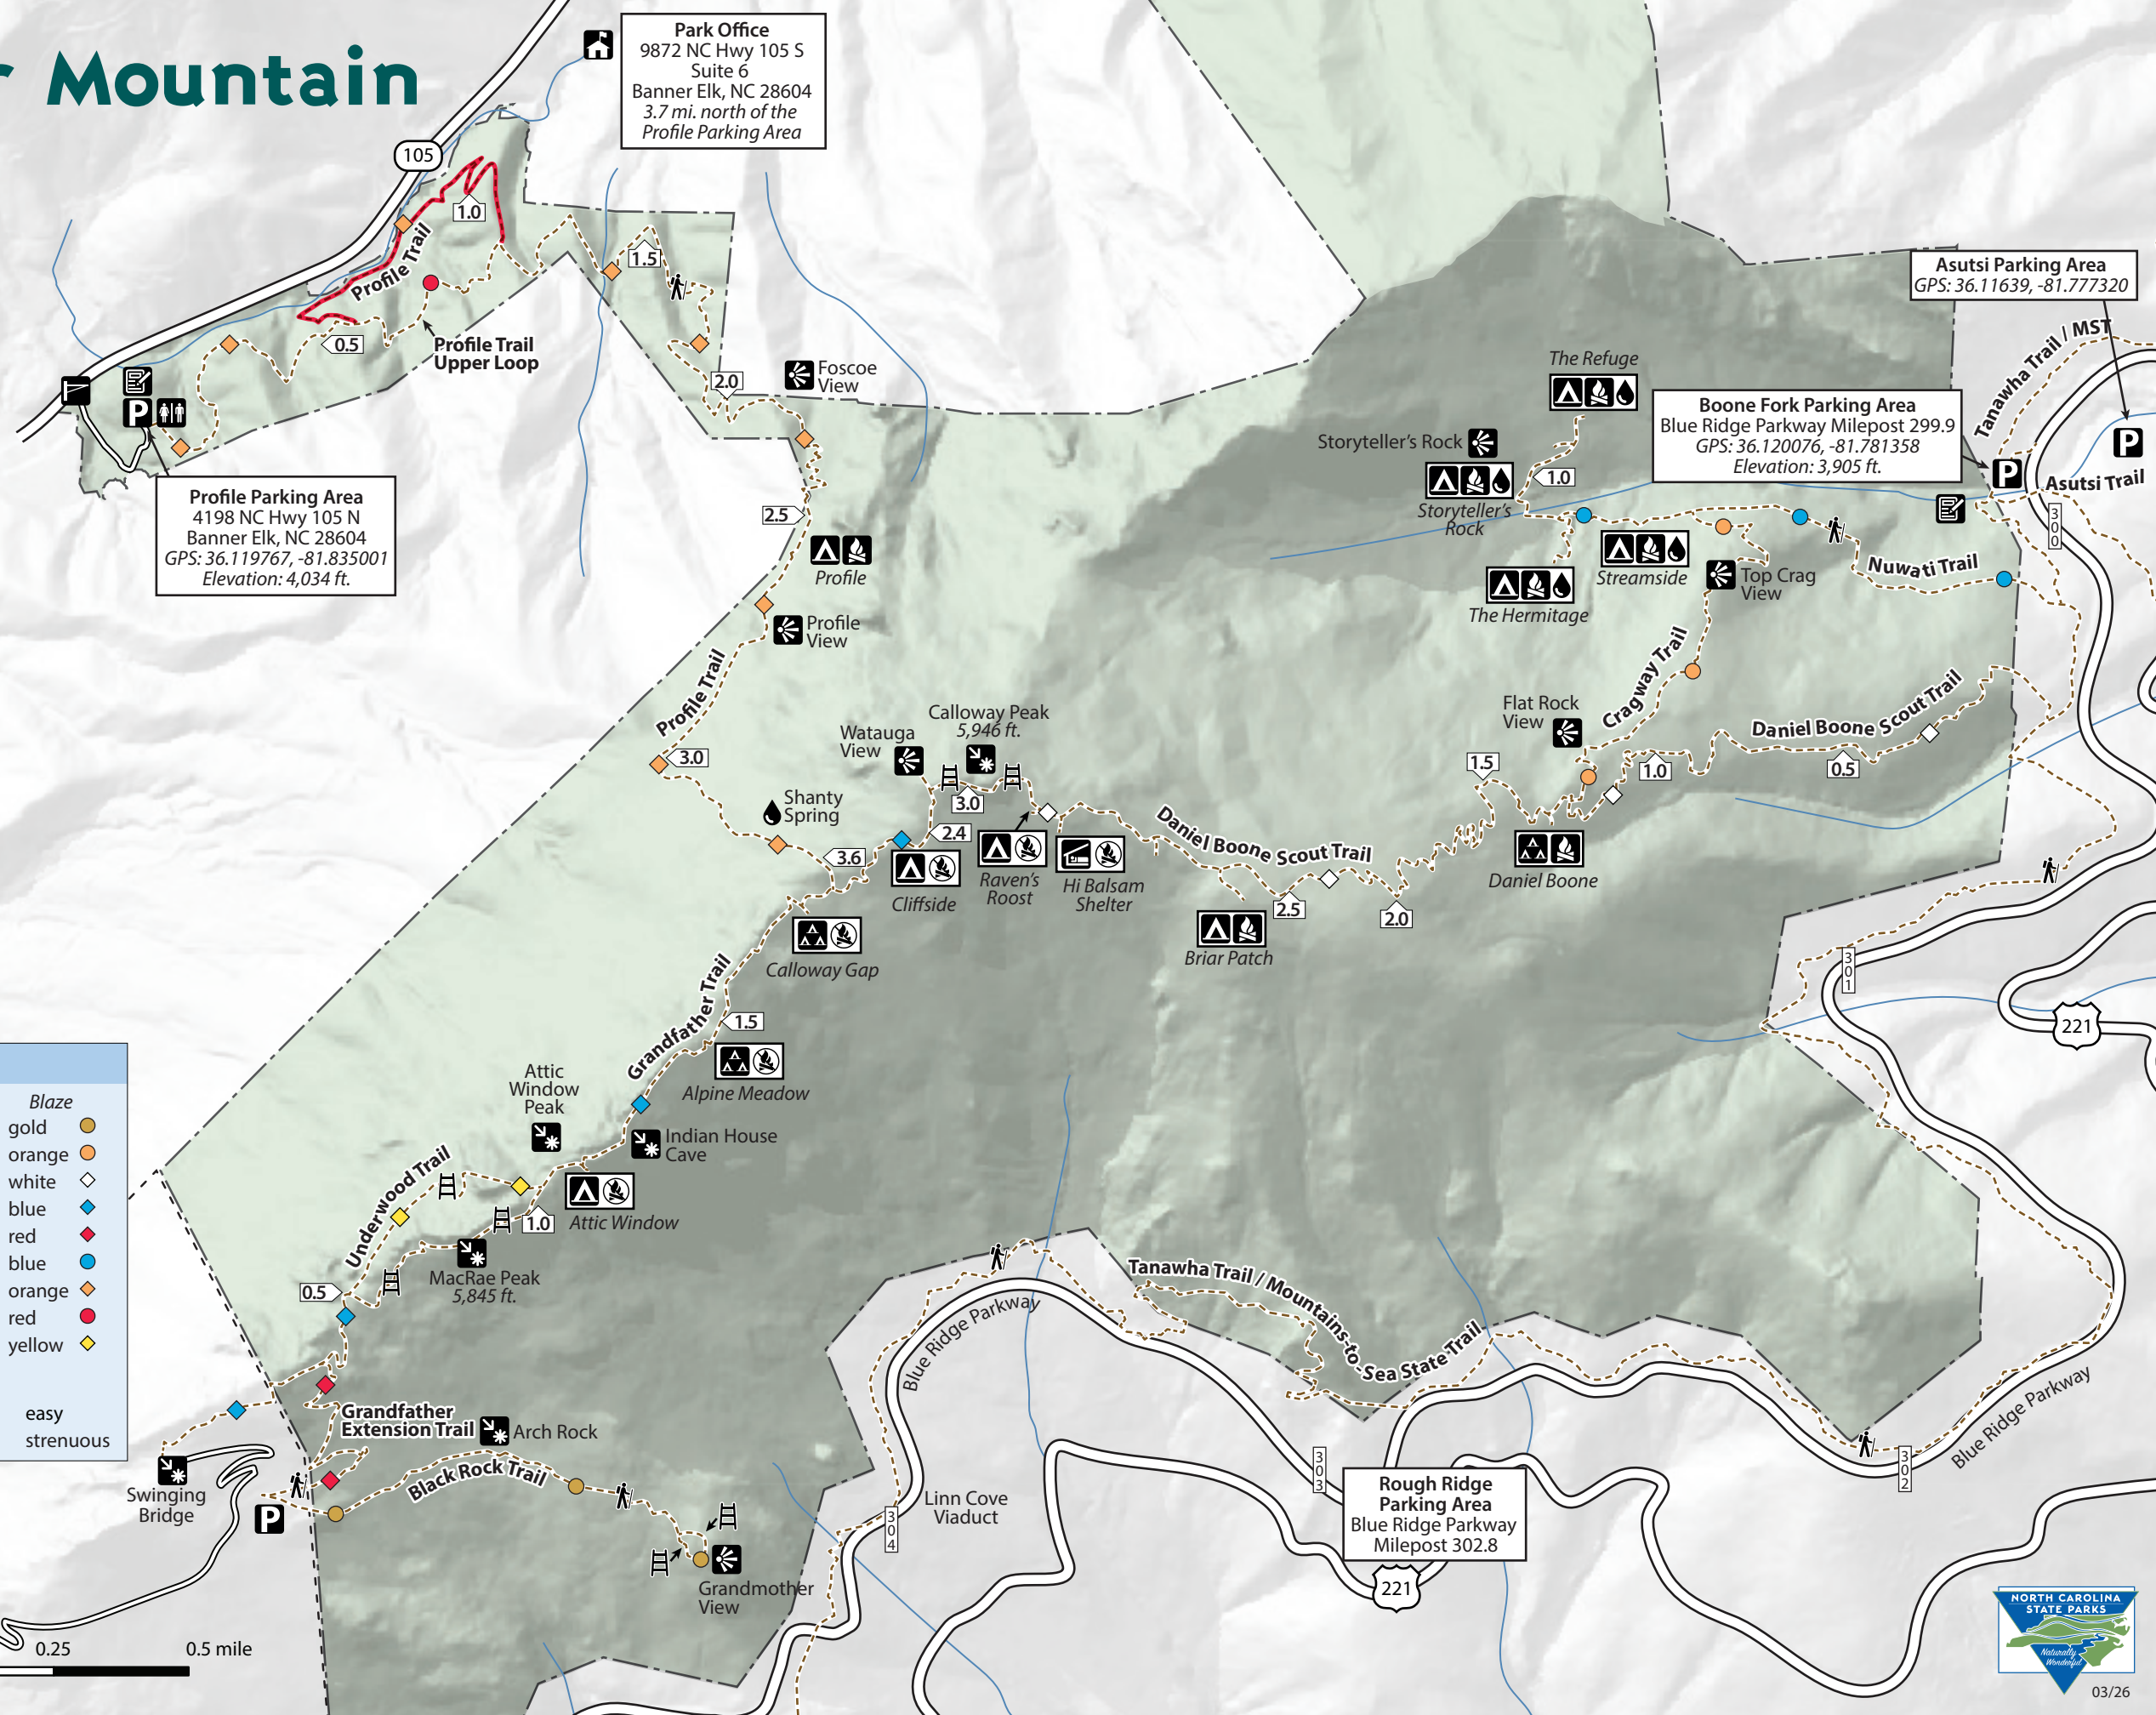 Mountain
Park Office
9872 NC Hwy 105 S
Suite 6
Banner Elk, NC 28604
3.7 mi. north of the
Profile Parking Area
105
1.0
Profile Trail
0.5
Profile Trail
Upper Loop
1.5
2.0
Foscoe
View
P
Profile Parking Area
4198 NC Hwy 105 N
Banner Elk, NC 28604
GPS: 36.119767, -81.835001
Elevation: 4,034 ft.
2.5
Profile
Profile
View
Profile Trail
3.0
Shanty
Spring
3.6
Watauga
View
Calloway Peak
5,946 ft.
3.0
2.4
Cliffside
Raven's
Roost
Hi Balsam
Shelter
Calloway Gap
Daniel Boone Scout Trail
Briar Patch
2.5
2.0
1.5
Daniel Boone
Flat Rock
View
Cragway Trail
1.0
Daniel Boone Scout Trail
0.5
The Refuge
Storyteller's Rock
Storyteller's
Rock
1.0
The Hermitage
Streamside
Top Crag
View
Nuwati Trail
Boone Fork Parking Area
Blue Ridge Parkway Milepost 299.9
GPS: 36.120076, -81.781358
Elevation: 3,905 ft.
Asutsi Parking Area
GPS: 36.11639, -81.777320
Tanawha Trail / MST
P
P
Asutsi Trail
300
301
221
Grandfather Trail
1.5
Alpine Meadow
Attic
Window
Peak
Indian House
Cave
Attic Window
1.0
Underwood Trail
MacRae Peak
5,845 ft.
0.5
Blaze
gold
orange
white
blue
red
blue
orange
red
yellow
easy
strenuous
Grandfather
Extension Trail
Arch Rock
Black Rock Trail
Swinging
Bridge
P
Grandmother
View
0.25
0.5 mile
Blue Ridge Parkway
Tanawha Trail / Mountains-to-Sea State Trail
Linn Cove
Viaduct
304
303
Rough Ridge
Parking Area
Blue Ridge Parkway
Milepost 302.8
221
302
Blue Ridge Parkway
NORTH CAROLINA
STATE PARKS
Naturally
Wonderful
03/26